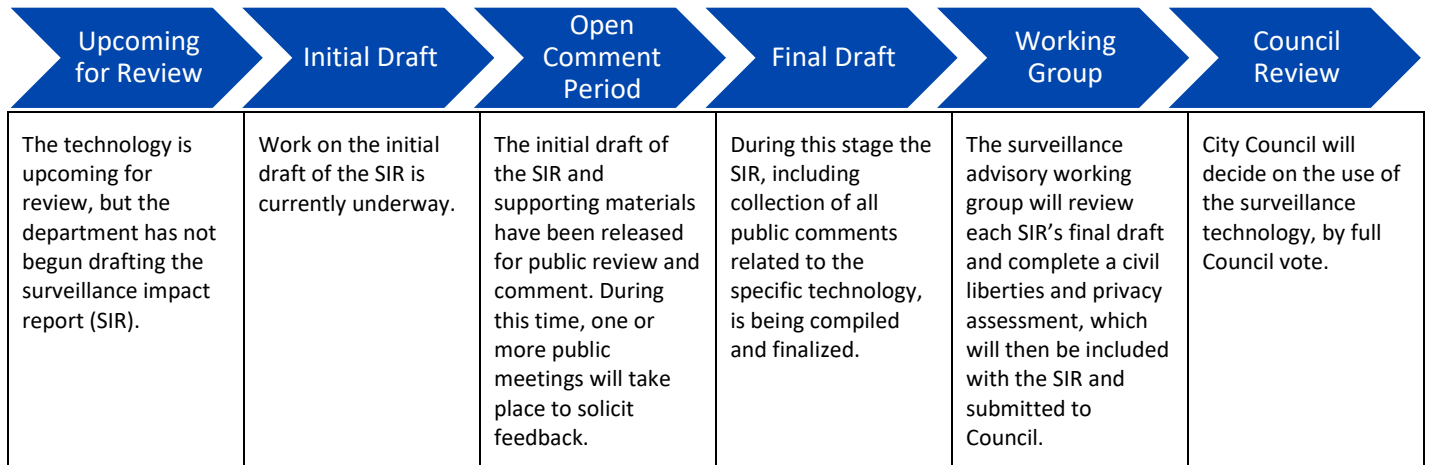 Upcoming
for Review
Initial Draft
Open
Comment
Period
Final Draft
Working
Group
Council
Review
The technology is
upcoming for
review, but the
department has not
begun drafting the
surveillance impact
report (SIR).
Work on the initial
draft of the SIR is
currently underway.
The initial draft of
the SIR and
supporting materials
have been released
for public review and
comment. During
this time, one or
more public
meetings will take
place to solicit
feedback.
During this stage the
SIR, including
collection of all
public comments
related to the
specific technology,
is being compiled
and finalized.
The surveillance
advisory working
group will review
each SIR’s final draft
and complete a civil
liberties and privacy
assessment, which
will then be included
with the SIR and
submitted to
Council.
City Council will
decide on the use of
the surveillance
technology, by full
Council vote.